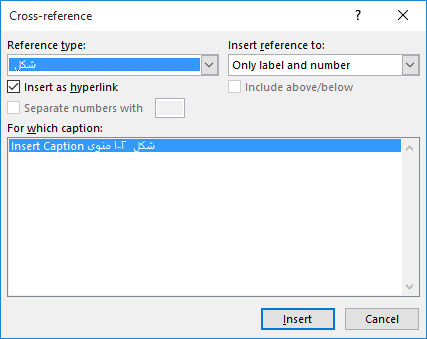 Cross-reference
Reference type:
Insert reference to:
شکل
Only label and number
Insert as hyperlink
Include above/below
Separate numbers with
For which caption:
شکل ۲-۱ منوی Insert Caption
Insert
Cancel